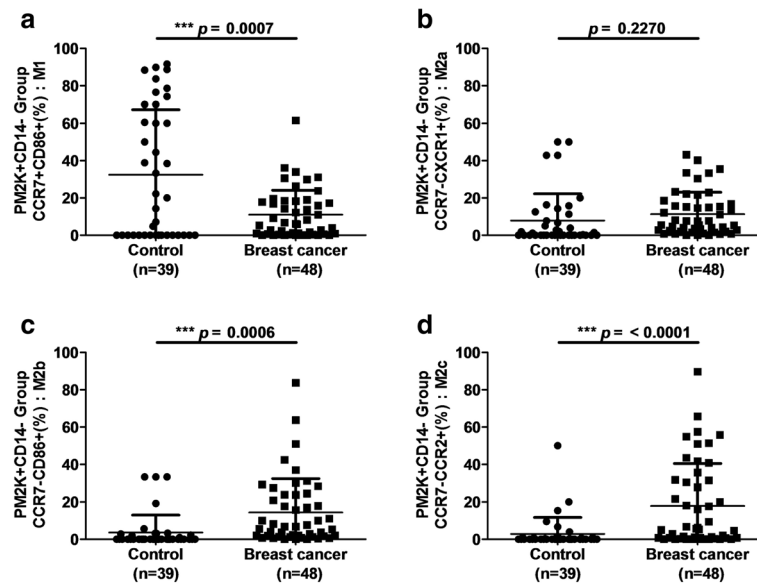 a
*** p = 0.0007
PM2K+CD14- Group
CCR7+CD86+(%) : M1
100
80
60
40
20
0
Control
(n=39)
Breast cancer
(n=48)
b
p = 0.2270
PM2K+CD14- Group
CCR7-CXCR1+(%) : M2a
100
80
60
40
20
0
Control
(n=39)
Breast cancer
(n=48)
c
*** p = 0.0006
PM2K+CD14- Group
CCR7-CD86+(%) : M2b
100
80
60
40
20
0
Control
(n=39)
Breast cancer
(n=48)
d
*** p = < 0.0001
PM2K+CD14- Group
CCR7-CCR2+(%) : M2c
100
80
60
40
20
0
Control
(n=39)
Breast cancer
(n=48)